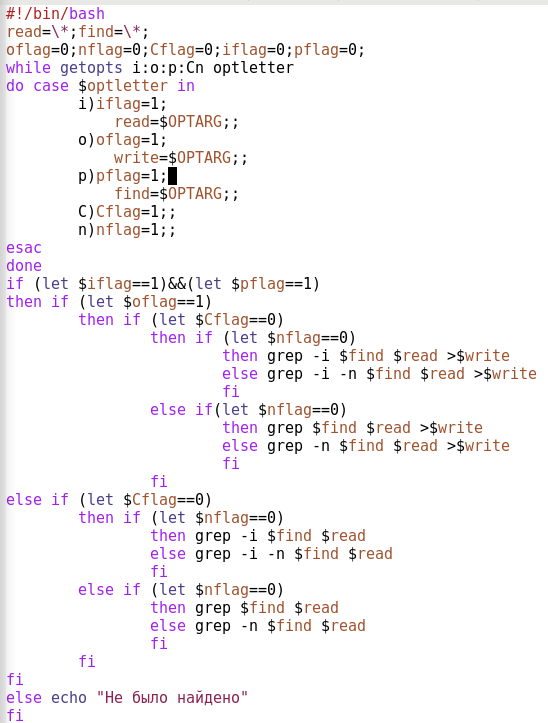 #!/bin/bash
read=\*;find=\*;
oflag=0;nflag=0;Cflag=0;iflag=0;pflag=0;
while getopts i:o:p:Cn optletter
do case $optletter in
        i)iflag=1;
            read=$OPTARG;;
        o)oflag=1;
            write=$OPTARG;;
        p)pflag=1;
            find=$OPTARG;;
        C)Cflag=1;;
        n)nflag=1;;
esac
done
if (let $iflag==1)&&(let $pflag==1)
then if (let $oflag==1)
        then if (let $Cflag==0)
                then if (let $nflag==0)
                        then grep -i $find $read >$write
                        else grep -i -n $find $read >$write
                        fi
                else if(let $nflag==0)
                        then grep $find $read >$write
                        else grep -n $find $read >$write
                        fi
                fi
else if (let $Cflag==0)
        then if (let $nflag==0)
                then grep -i $find $read
                else grep -i -n $find $read
                fi
        else if (let $nflag==0)
                then grep $find $read
                else grep -n $find $read
                fi
        fi
fi
else echo "Не было найдено"
fi